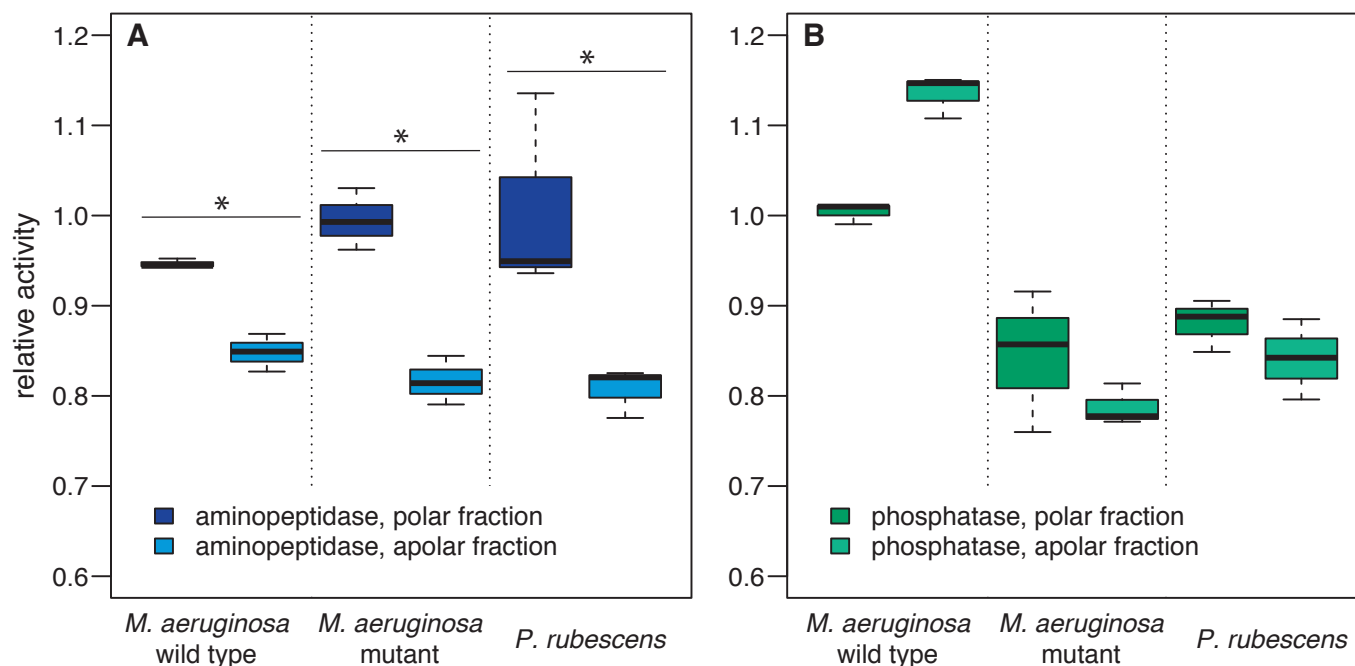 A
B
relative activity
1.2
1.1
1.0
0.9
0.8
0.7
0.6
*
*
*
aminopeptidase, polar fraction
aminopeptidase, apolar fraction
M. aeruginosa
wild type
M. aeruginosa
mutant
P. rubescens
1.2
1.1
1.0
0.9
0.8
0.7
0.6
phosphatase, polar fraction
phosphatase, apolar fraction
M. aeruginosa
wild type
M. aeruginosa
mutant
P. rubescens